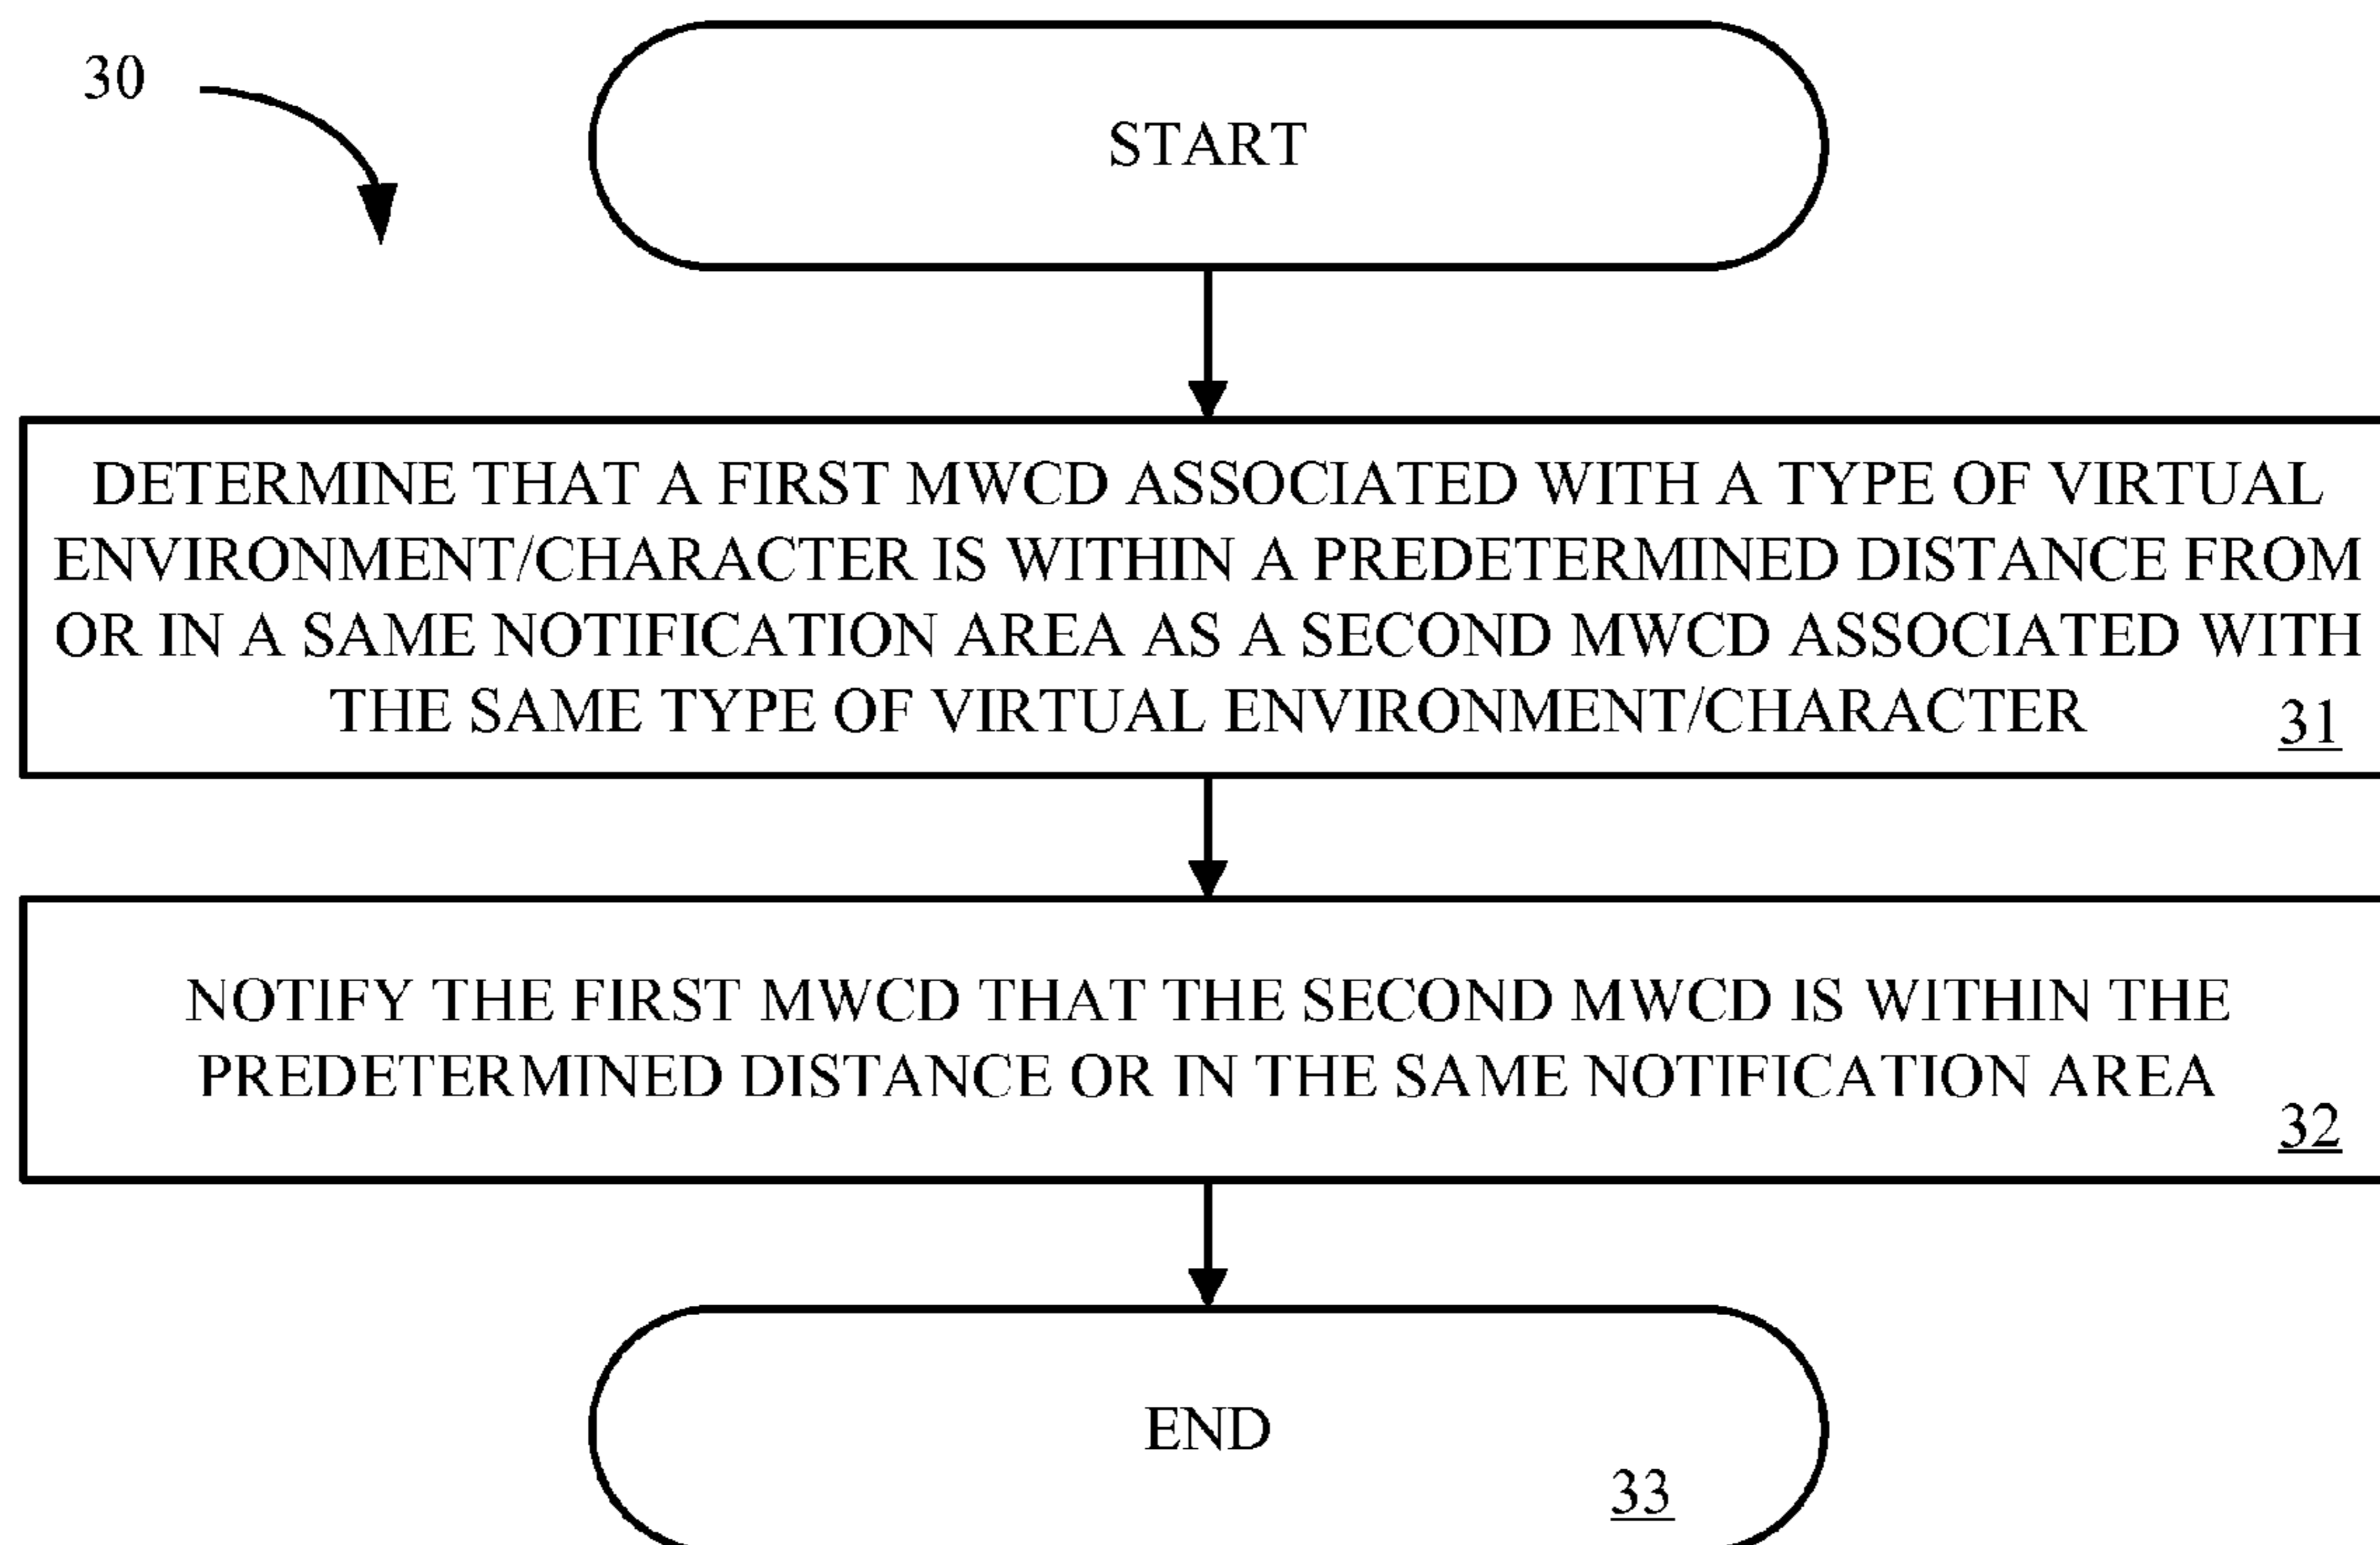 30
START
DETERMINE THAT A FIRST MWCD ASSOCIATED WITH A TYPE OF VIRTUAL
ENVIRONMENT/CHARACTER IS WITHIN A PREDETERMINED DISTANCE FROM
OR IN A SAME NOTIFICATION AREA AS A SECOND MWCD ASSOCIATED WITH
THE SAME TYPE OF VIRTUAL ENVIRONMENT/CHARACTER
31
NOTIFY THE FIRST MWCD THAT THE SECOND MWCD IS WITHIN THE
PREDETERMINED DISTANCE OR IN THE SAME NOTIFICATION AREA
32
END
33